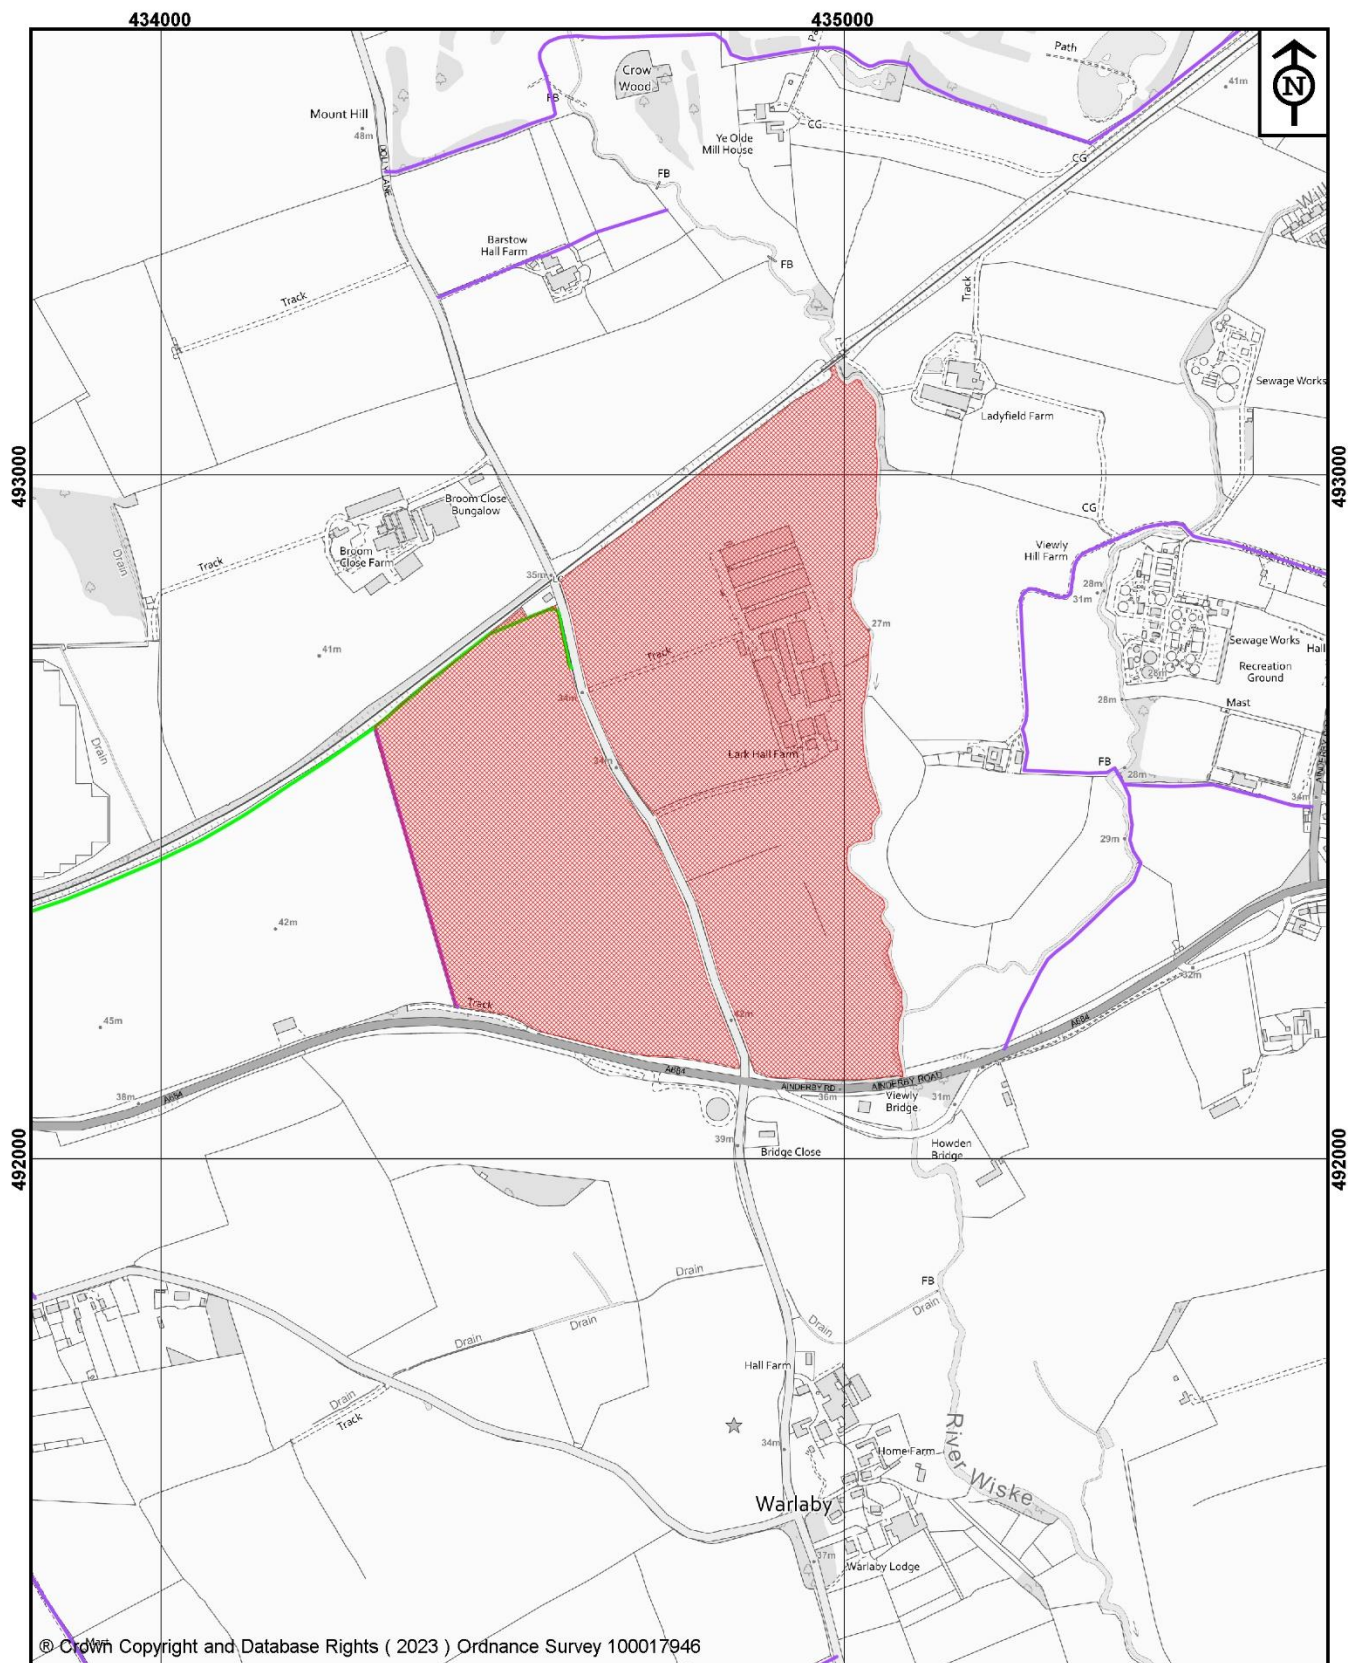 434000
435000
N
Path
Path
41m
Crow
Wood
FB
Mount Hill
48m
Ye Olde
Mill House
CG
CG
FB
Barstow
Hall Farm
FB
Track
Track
Sewage Works
Ladyfield Farm
493000
493000
Broom Close
Bungalow
CG
Drain
Track
Broom
Close Farm
Viewly
Hill Farm
35m
28m
31m
41m
27m
Sewage Works
Hall
Recreation
Ground
Track
34m
28m
Mast
Drain
Lark Hall Farm
34m
FB
28m
34m
29m
42m
32m
Track
42m
45m
A684
A684
AINDERBY RD
AINDERBY ROAD
38m
A684
36m
Viewly
Bridge
31m
39m
Bridge Close
Howden
Bridge
492000
492000
Drain
FB
Drain
Drain
Drain
Drain
Hall Farm
Drain
Track
34m
Home Farm
River Wiske
Warlaby
37m
Warlaby Lodge
® Crown Copyright and Database Rights ( 2023 ) Ordnance Survey 100017946